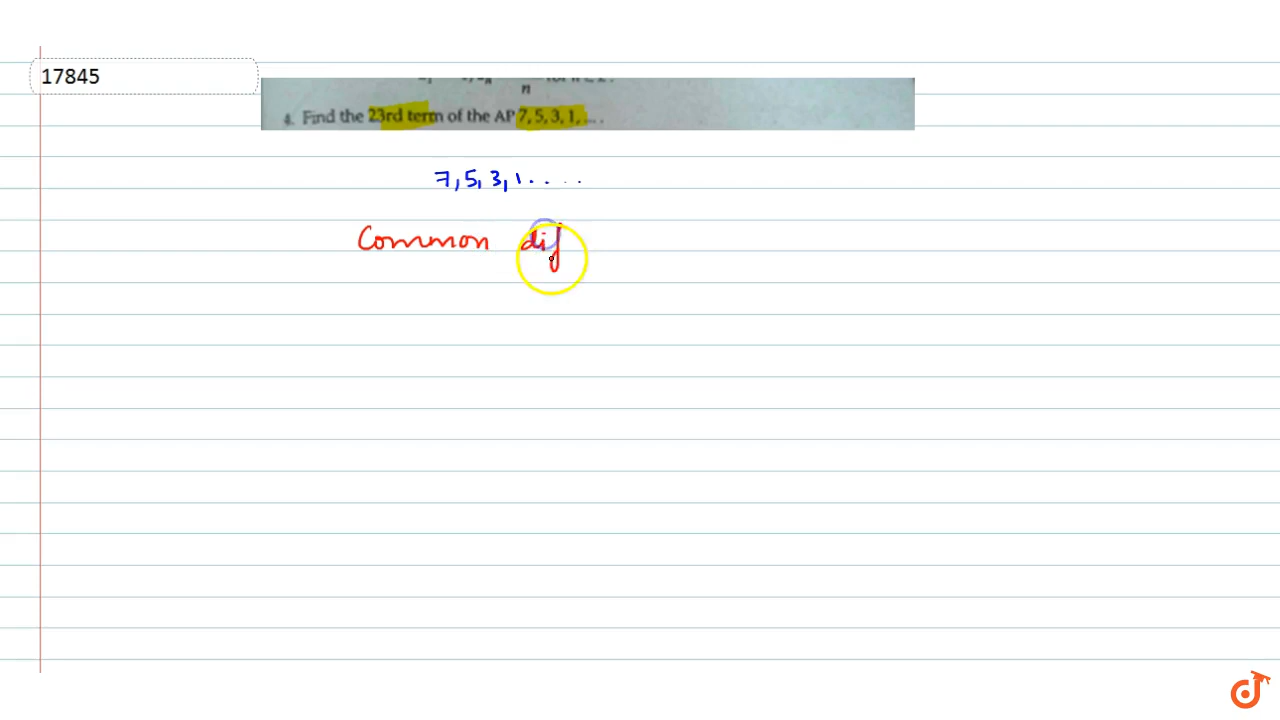 17845
n
4. Find the 23rd term of the AP 7, 5, 3, 1, ... .
7, 5, 3, 1 . . . . .
Common dif